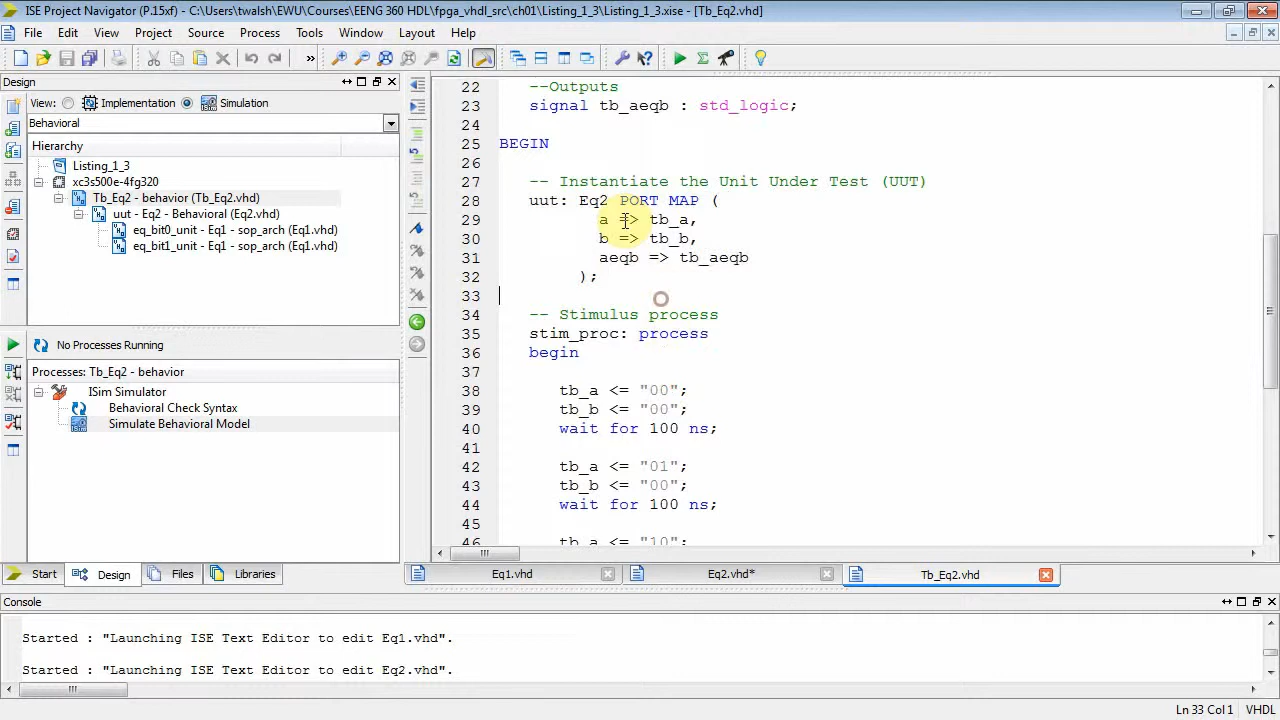 ISE Project Navigator (P.15xf) - C:\Users\twalsh\EWU\Courses\EENG 360 HDL\fpga_vhdl_src\ch01\Listing_1_3\Listing_1_3.xise - [Tb_Eq2.vhd]
File Edit View Project Source Process Tools Window Layout Help
»
Design
View: Implementation Simulation
Behavioral
Hierarchy
Listing_1_3
xc3s500e-4fg320
Tb_Eq2 - Behavior (Tb_Eq2.vhd)
uut - Eq2 - Behavioral (Eq2.vhd)
eq_bit0_unit - Eq1 - sop_arch (Eq1.vhd)
eq_bit1_unit - Eq1 - sop_arch (Eq1.vhd)
No Processes Running
Processes: Tb_Eq2 - behavior
ISim Simulator
Behavioral Check Syntax
Simulate Behavioral Model
Start Design Files Libraries
22 --Outputs
23 signal tb_aeqb : std_logic;
24
25 BEGIN
26
27 -- Instantiate the Unit Under Test (UUT)
28 uut: Eq2 PORT MAP (
29 a => tb_a,
30 b => tb_b,
31 aeqb => tb_aeqb
32 );
33
34 -- Stimulus process
35 stim_proc: process
36 begin
37
38 tb_a <= "00";
39 tb_b <= "00";
40 wait for 100 ns;
41
42 tb_a <= "01";
43 tb_b <= "00";
44 wait for 100 ns;
45
46 tb_a <= "10";
Eq1.vhd Eq2.vhd* Tb_Eq2.vhd
Console
Started : "Launching ISE Text Editor to edit Eq1.vhd".
Started : "Launching ISE Text Editor to edit Eq2.vhd".
Ln 33 Col 1 VHDL